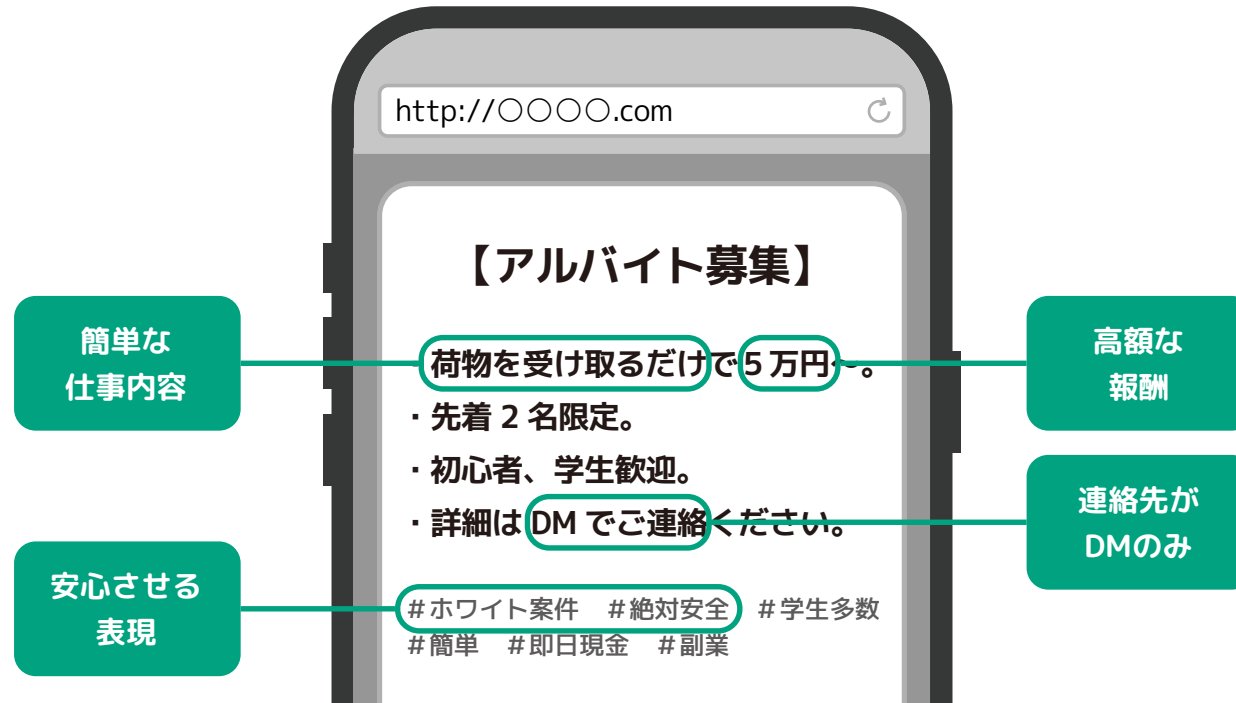 http://○○○○.com
【アルバイト募集】
・荷物を受け取るだけで5万円～。
・先着2名限定。
・初心者、学生歓迎。
・詳細はDMでご連絡ください。
#ホワイト案件　#絶対安全　#学生多数
#簡単　#即日現金　#副業
簡単な
仕事内容
安心させる
表現
高額な
報酬
連絡先が
DMのみ